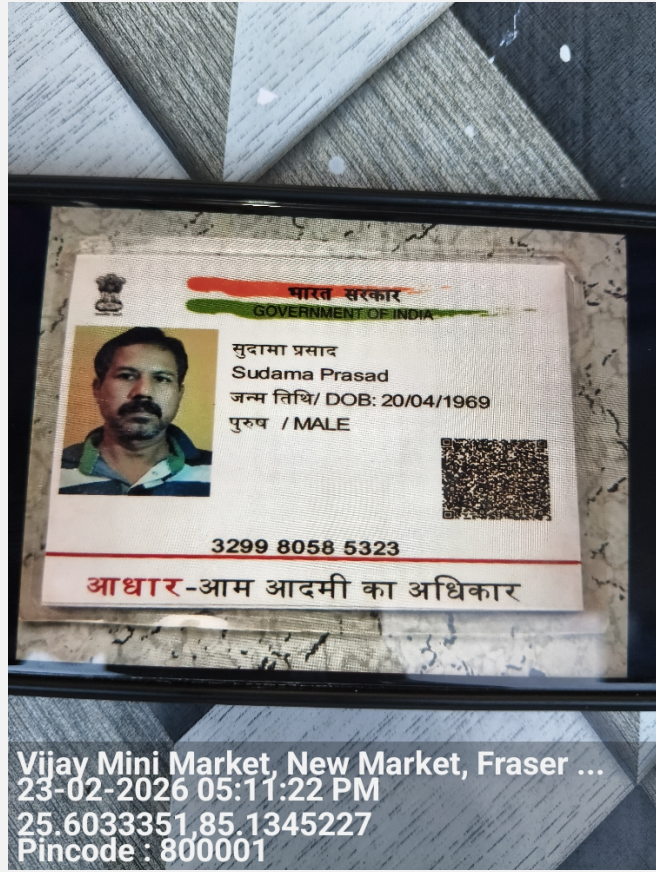 भारत सरकार
GOVERNMENT OF INDIA
सुदामा प्रसाद
Sudama Prasad
जन्म तिथि/ DOB: 20/04/1969
पुरुष / MALE
3299 8058 5323
आधार-आम आदमी का अधिकार
Vijay Mini Market, New Market, Fraser ...
23-02-2026 05:11:22 PM
25.6033351,85.1345227
Pincode : 800001